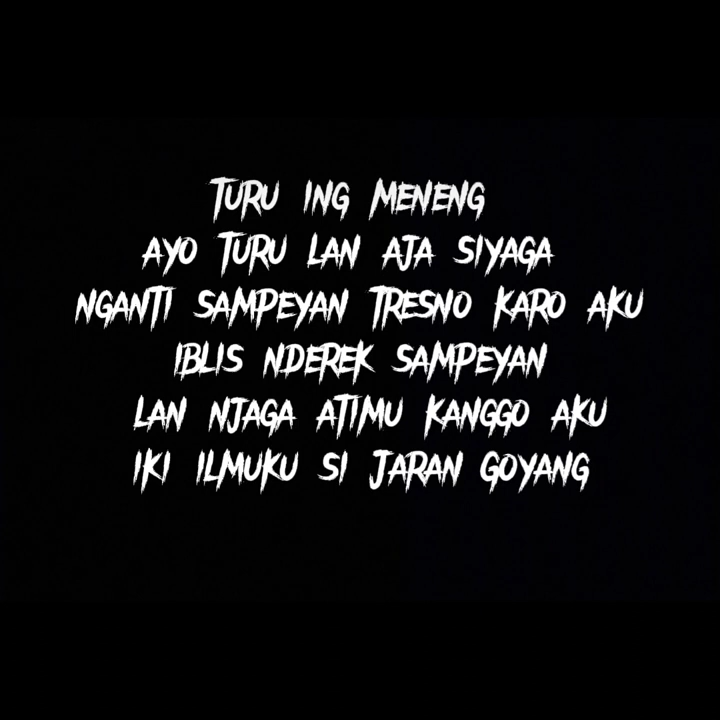 TURU ING MENENG
AYO TURU LAN AJA SIYAGA
NGANTI SAMPEYAN TRESNO KARO AKU
IBLIS NDEREK SAMPEYAN
LAN NJAGA ATIMU KANGGO AKU
IKI ILMUKU SI JARAN GOYANG